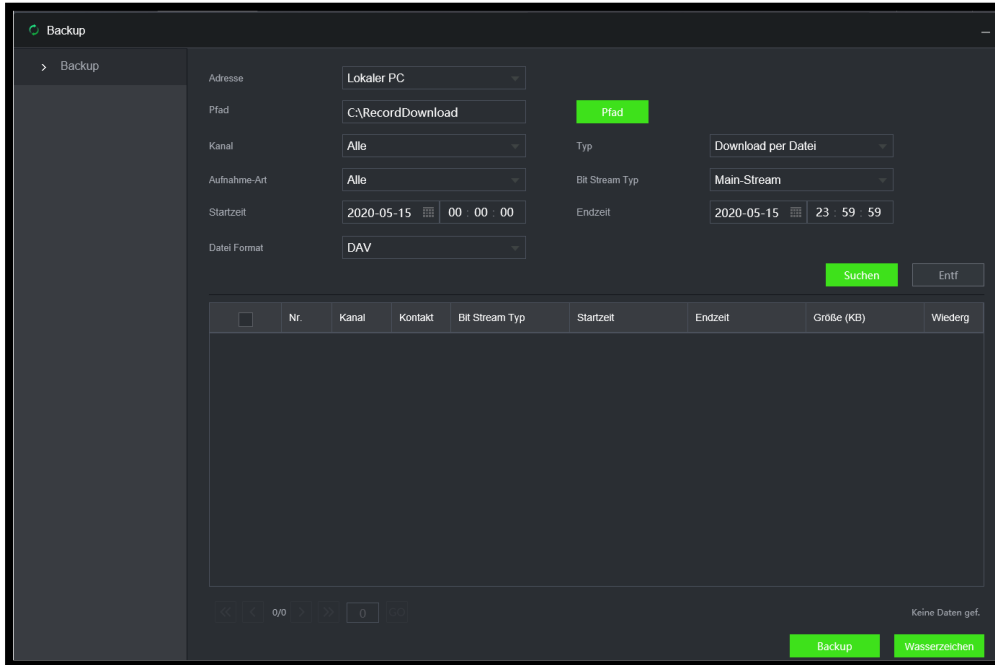 Backup
Backup
Adresse Lokaler PC
Pfad C:\RecordDownload Pfad
Kanal Alle Typ Download per Datei
Aufnahme-Art Alle Bit Stream Typ Main-Stream
Startzeit 2020-05-15 00 : 00 : 00 Endzeit 2020-05-15 23 : 59 : 59
Datei Format DAV
Suchen Entf
Nr. Kanal Kontakt Bit Stream Typ Startzeit Endzeit Größe (KB) Wiederg
0/0 0 GO
Keine Daten gef.
Backup Wasserzeichen